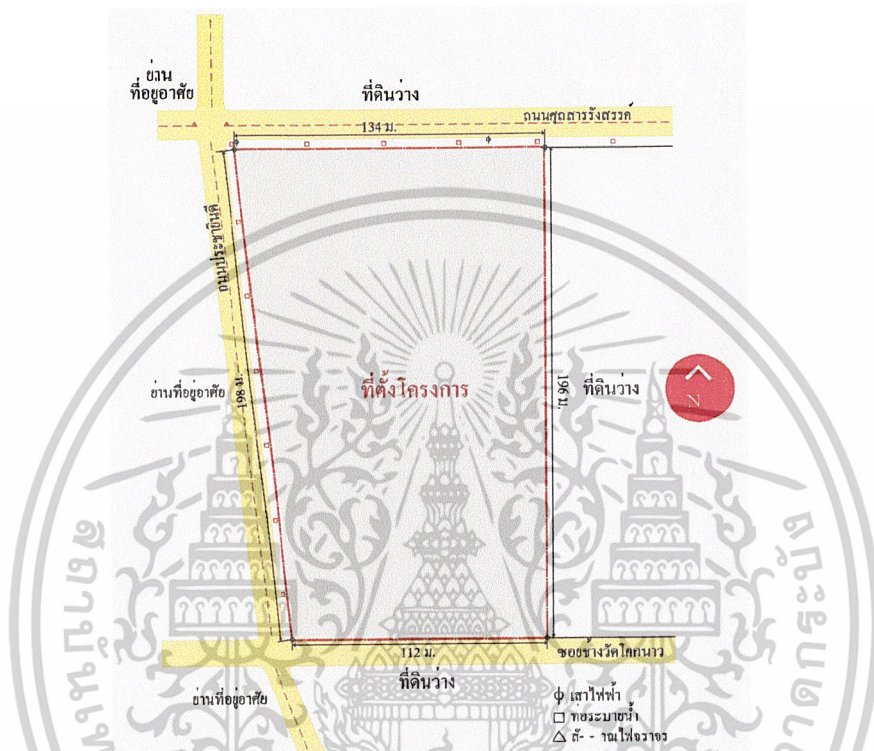 ย่าน
ที่อยู่อาศัย
ที่ดินว่าง
ถนนศุภสารรังสรรค์
134 ม.
ถนนประชายินดี
ย่านที่อยู่อาศัย
198 ม.
ที่ตั้งโครงการ
196 ม.
ที่ดินว่าง
N
112 ม.
ซอยข้างวัดโคกนาว
ที่ดินว่าง
ย่านที่อยู่อาศัย
เสาไฟฟ้า
ท่อระบายน้ำ